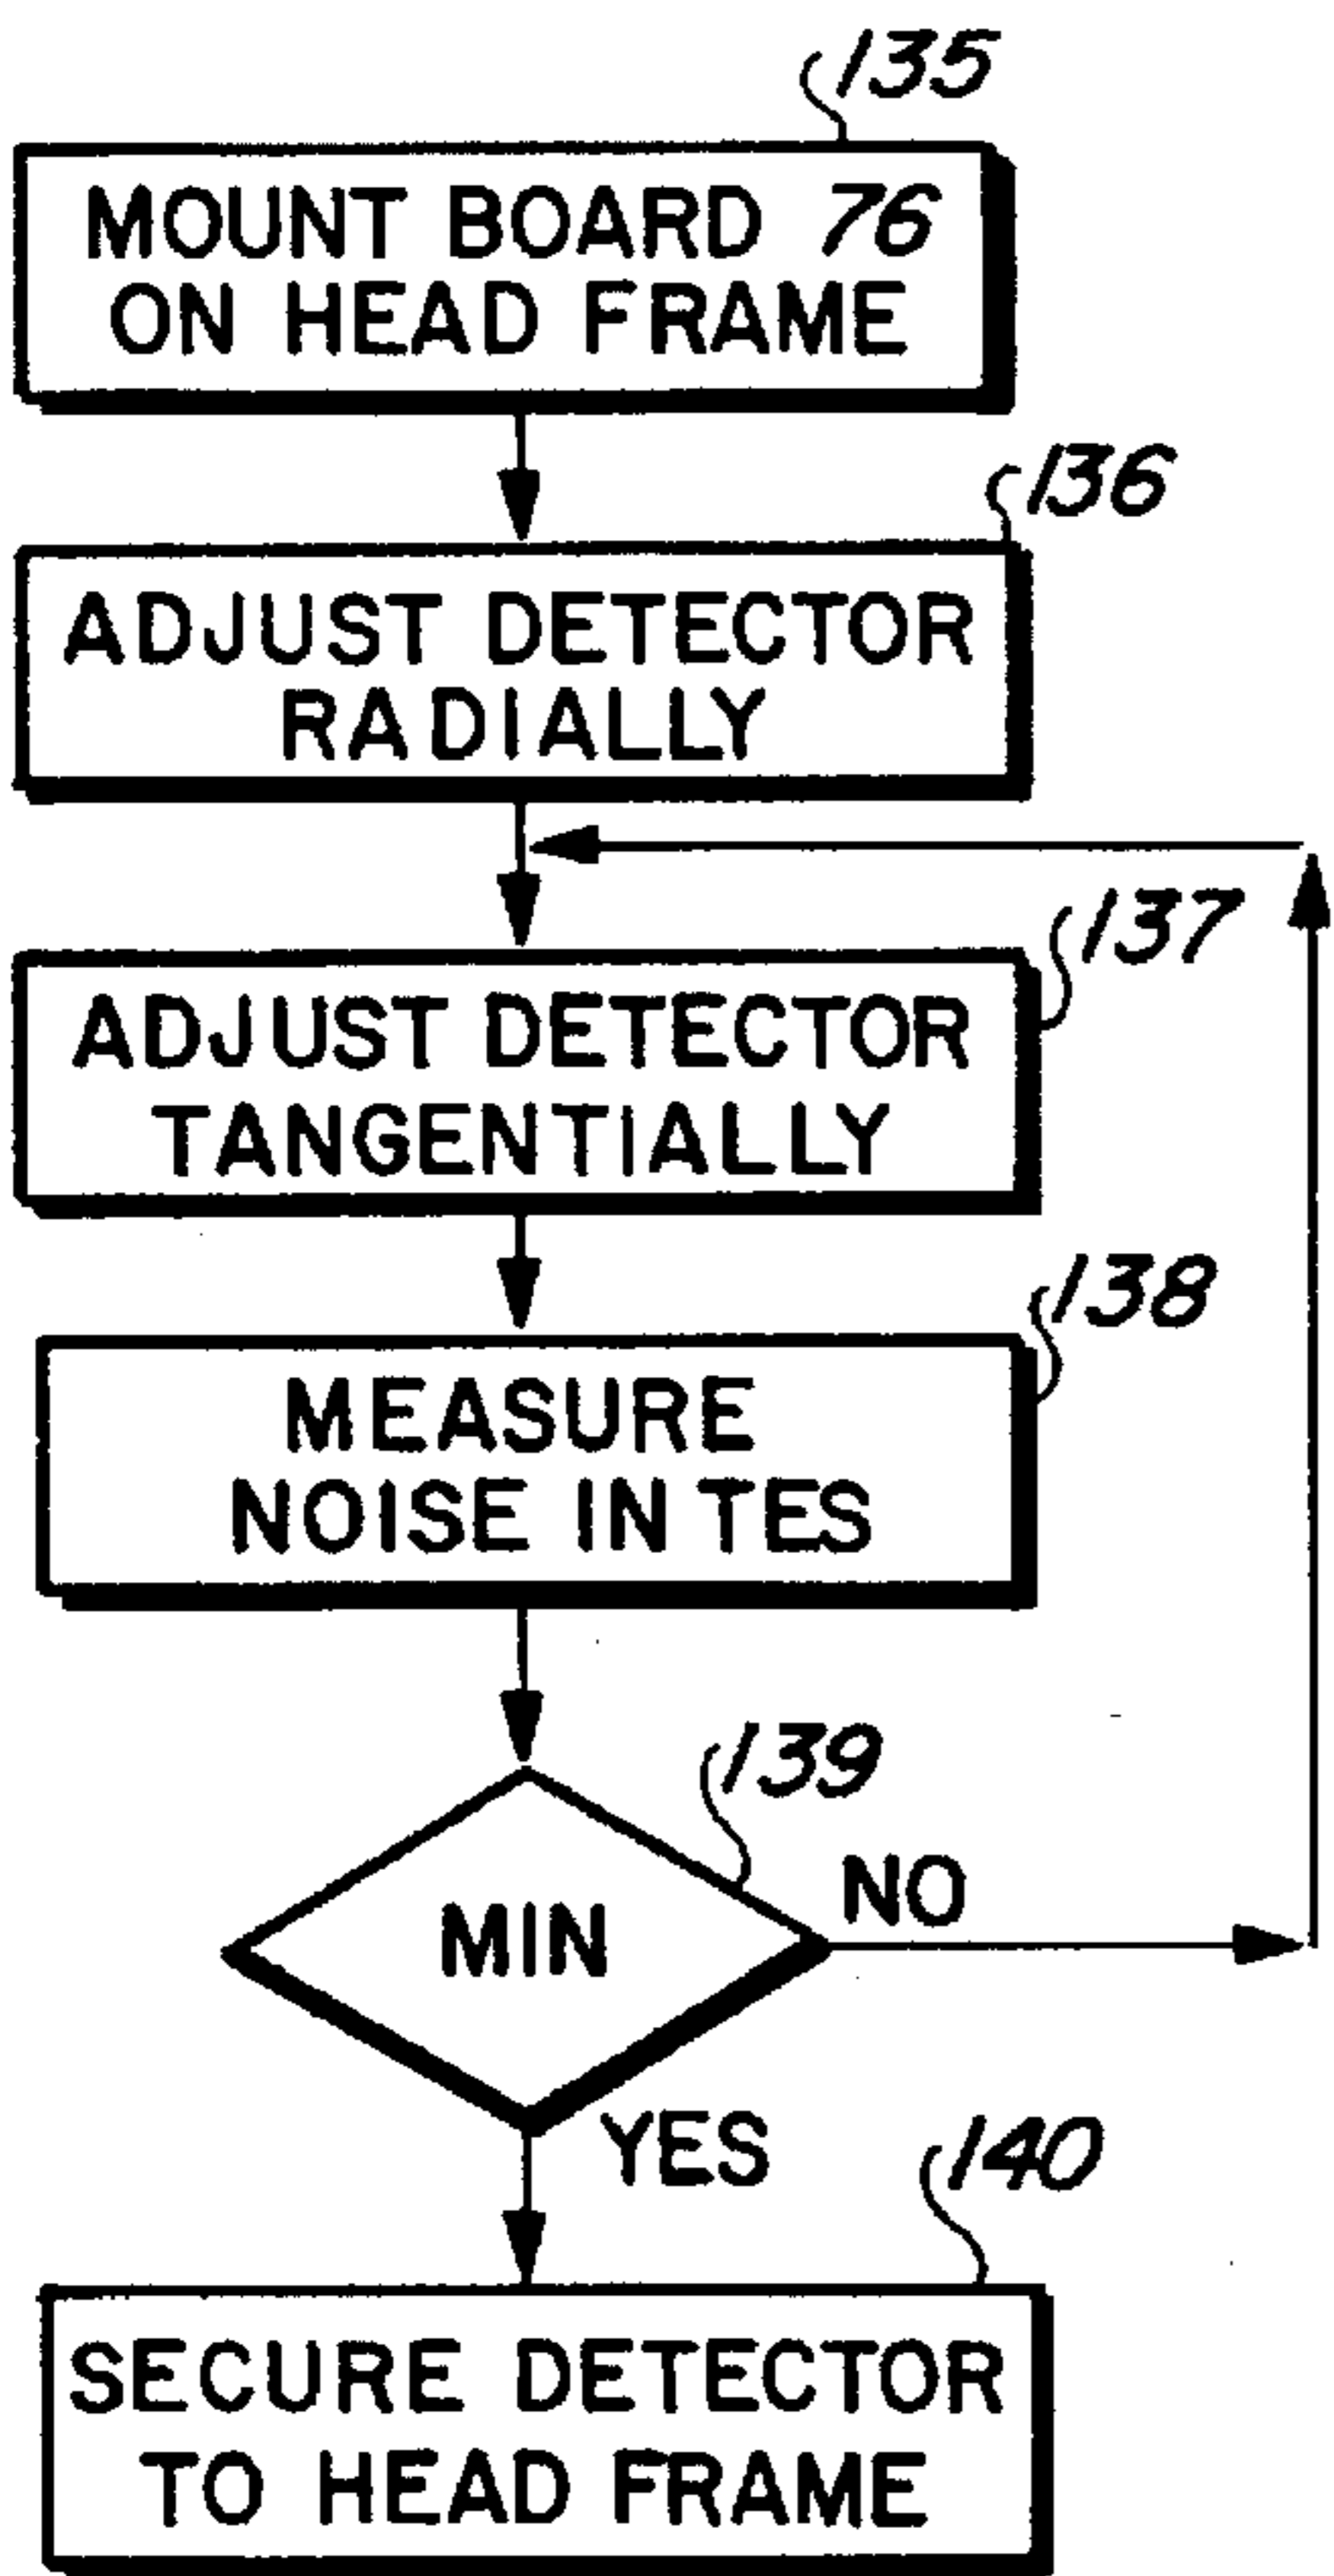 135
MOUNT BOARD 76
ON HEAD FRAME
136
ADJUST DETECTOR
RADIALLY
137
ADJUST DETECTOR
TANGENTIALLY
138
MEASURE
NOISE IN TES
139
MIN
NO
YES
140
SECURE DETECTOR
TO HEAD FRAME